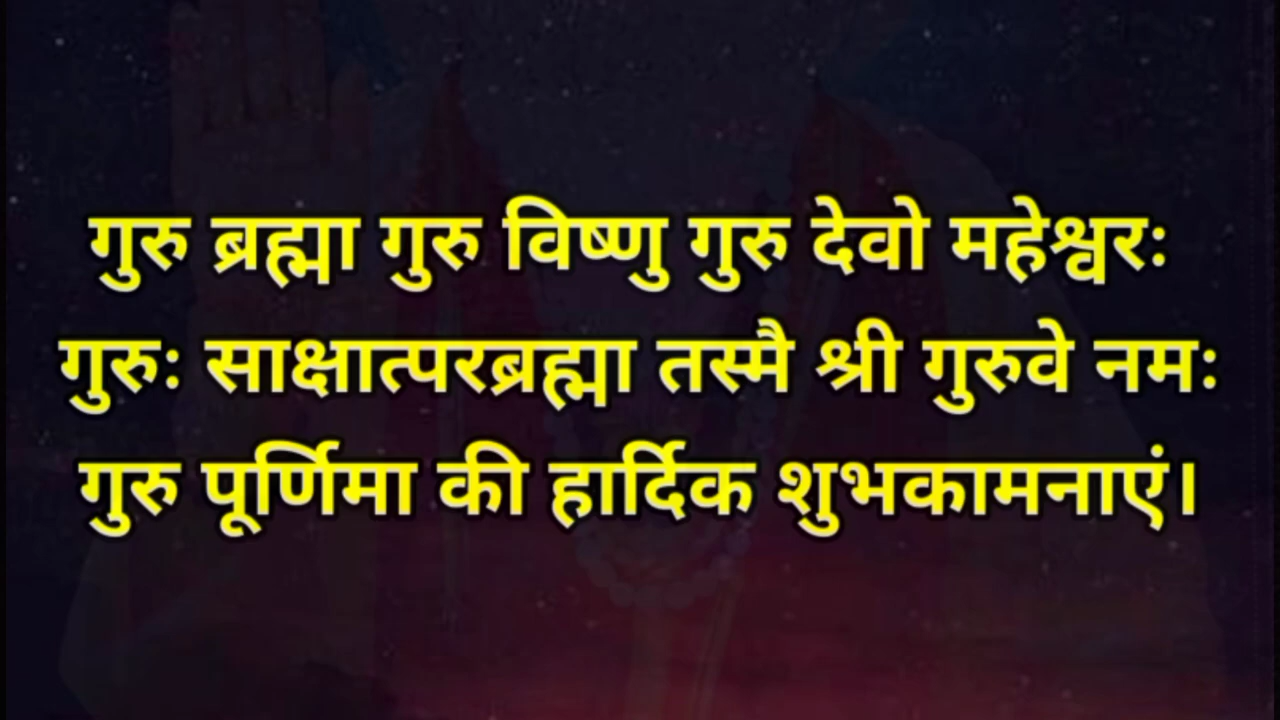 गुरु ब्रह्मा गुरु विष्णु गुरु देवो महेश्वरः
गुरुः साक्षात्परब्रह्मा तस्मै श्री गुरुवे नमः
गुरु पूर्णिमा की हार्दिक शुभकामनाएं।